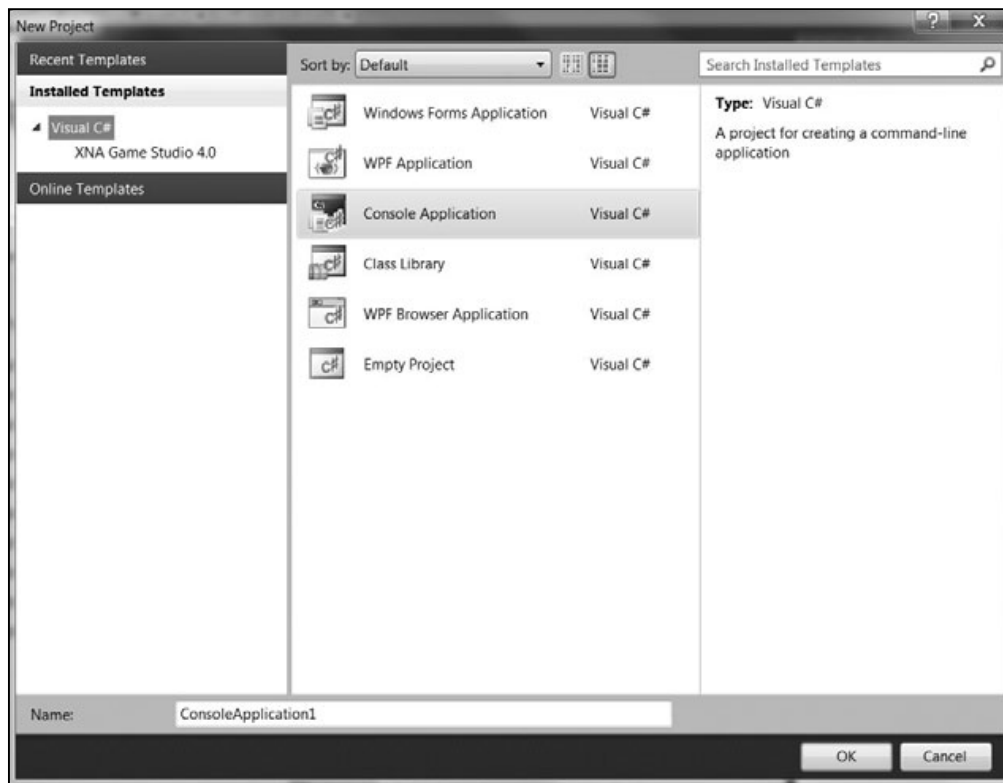 New Project
Recent Templates
Installed Templates
Visual C#
XNA Game Studio 4.0
Online Templates
Sort by: Default
Search Installed Templates
Windows Forms Application Visual C#
WPF Application Visual C#
Console Application Visual C#
Class Library Visual C#
WPF Browser Application Visual C#
Empty Project Visual C#
Type: Visual C#
A project for creating a command-line
application
Name: ConsoleApplication1
OK Cancel